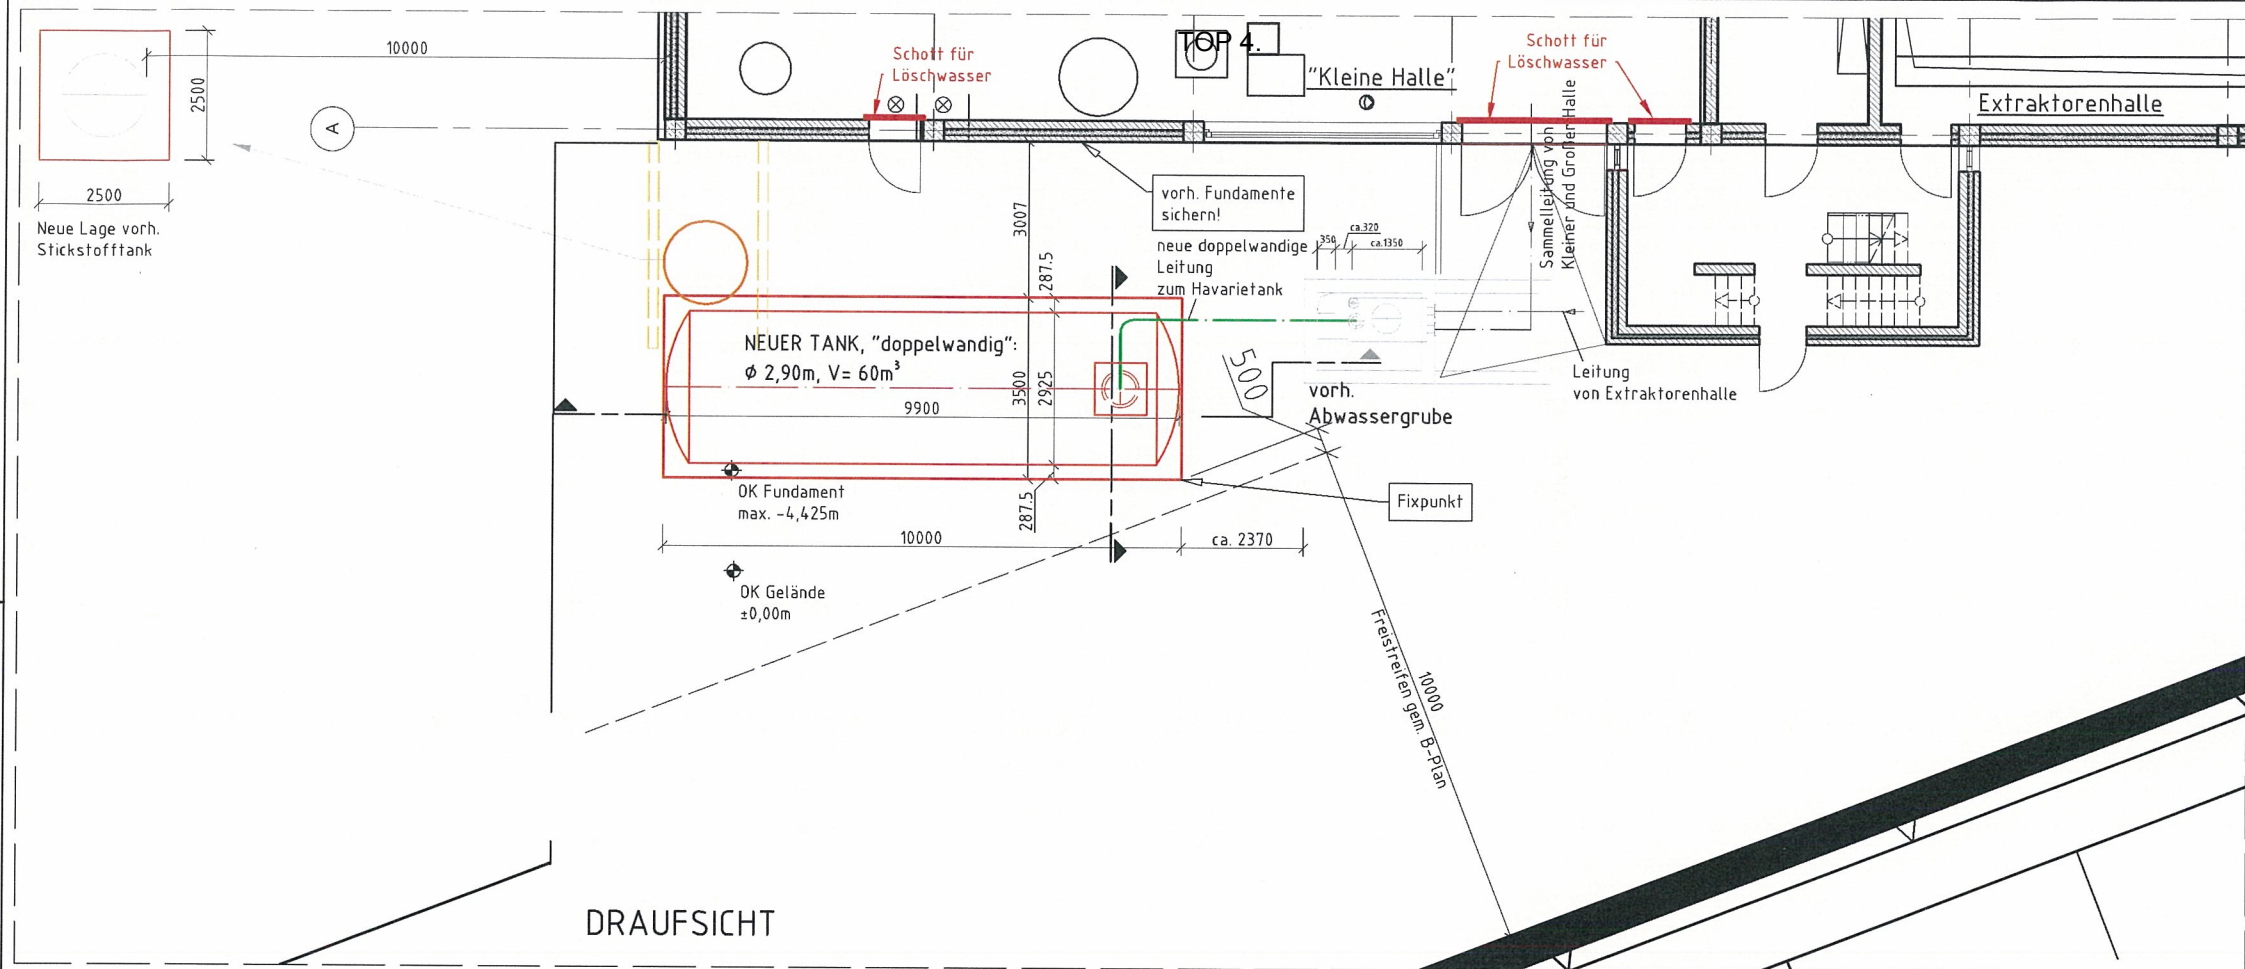 10000
Schott für
Löschwasser
TOP 4.
"Kleine Halle"
Schott für
Löschwasser
Extraktorenhalle
2500
A
2500
Neue Lage vorh.
Stickstofftank
vorh. Fundamente
sichern!
3007
287.5
neue doppelwandige
Leitung
zum Havarietank
350
ca.320
ca.1350
Sammelleitung von
Kleiner und Großer Halle
NEUER TANK, "doppelwandig":
Ø 2,90m, V= 60m³
9900
3500
2925
287.5
500
vorh.
Abwassergrube
Leitung
von Extraktorenhalle
OK Fundament
max. -4,425m
Fixpunkt
10000
ca. 2370
OK Gelände
±0,00m
10000
Freistreifen gem. B-Plan
DRAUFSICHT